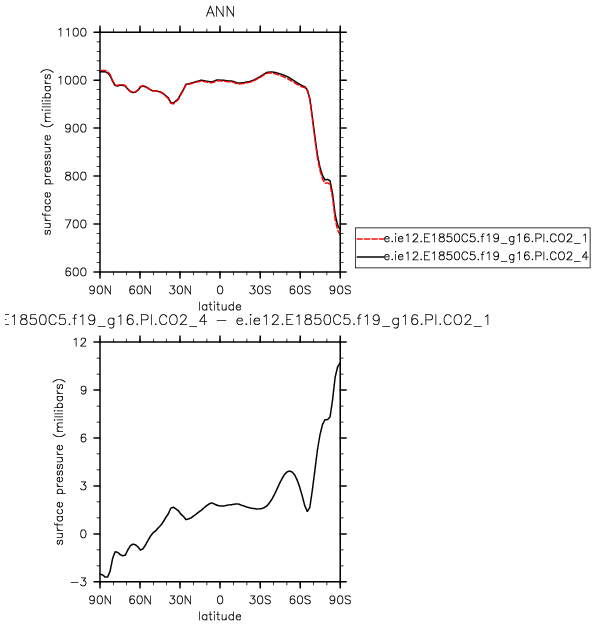 ANN
1100
1000
900
800
700
600
surface pressure (millibars)
90N 60N 30N 0 30S 60S 90S
latitude
e.ie12.E1850C5.f19_g16.PI.CO2_1
e.ie12.E1850C5.f19_g16.PI.CO2_4
E1850C5.f19_g16.PI.CO2_4 – e.ie12.E1850C5.f19_g16.PI.CO2_1
12
9
6
3
0
−3
surface pressure (millibars)
90N 60N 30N 0 30S 60S 90S
latitude